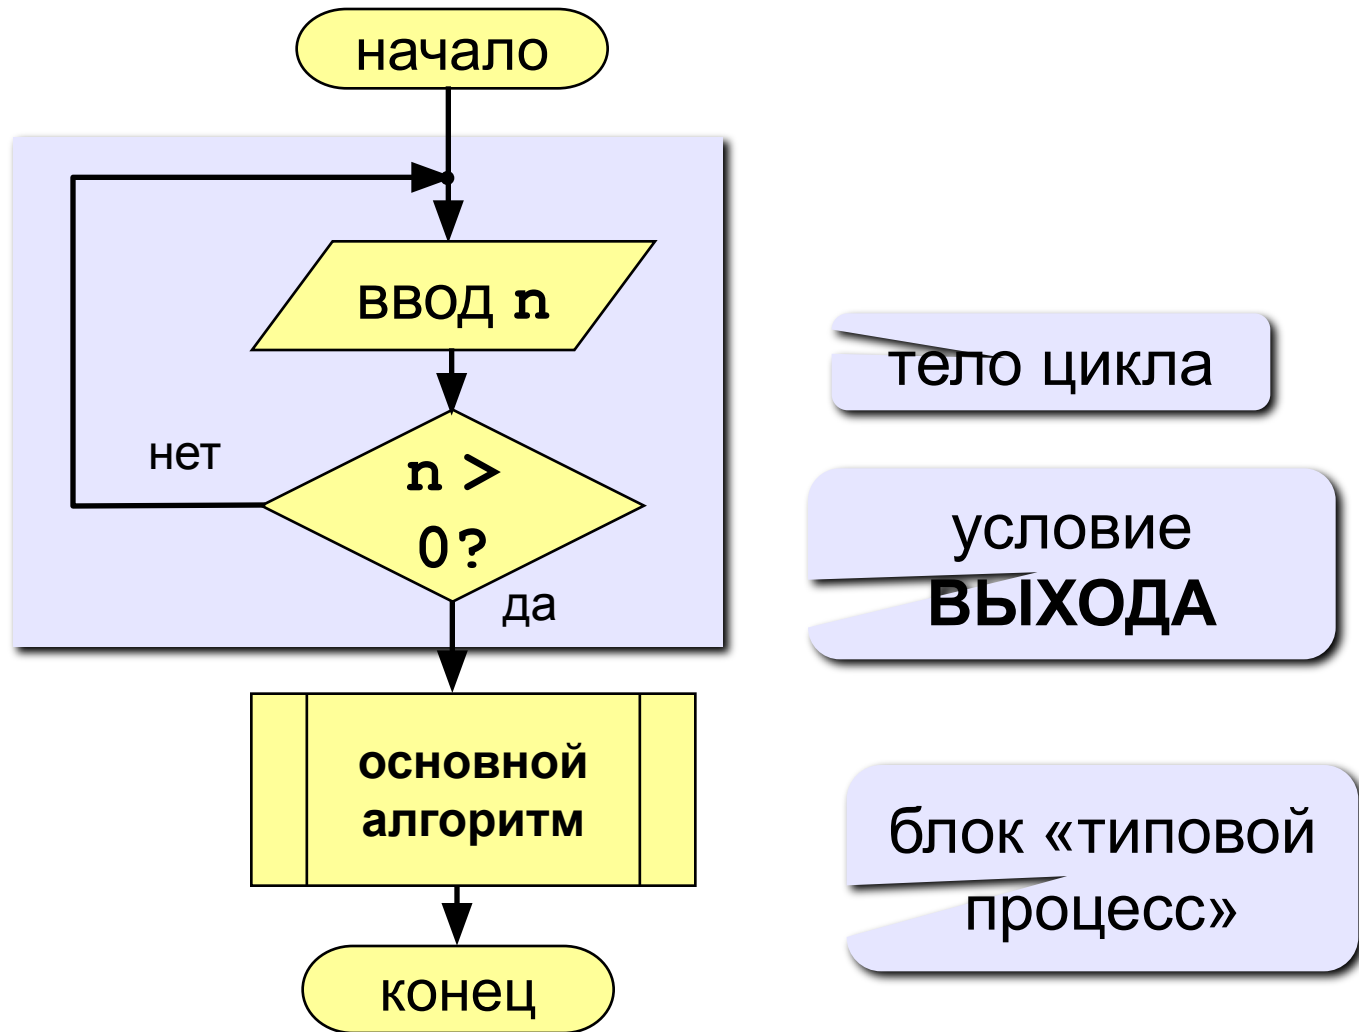 начало
ввод n
тело цикла
нет
n >
0?
условие
ВЫХОДА
да
основной
алгоритм
блок «типовой
процесс»
конец